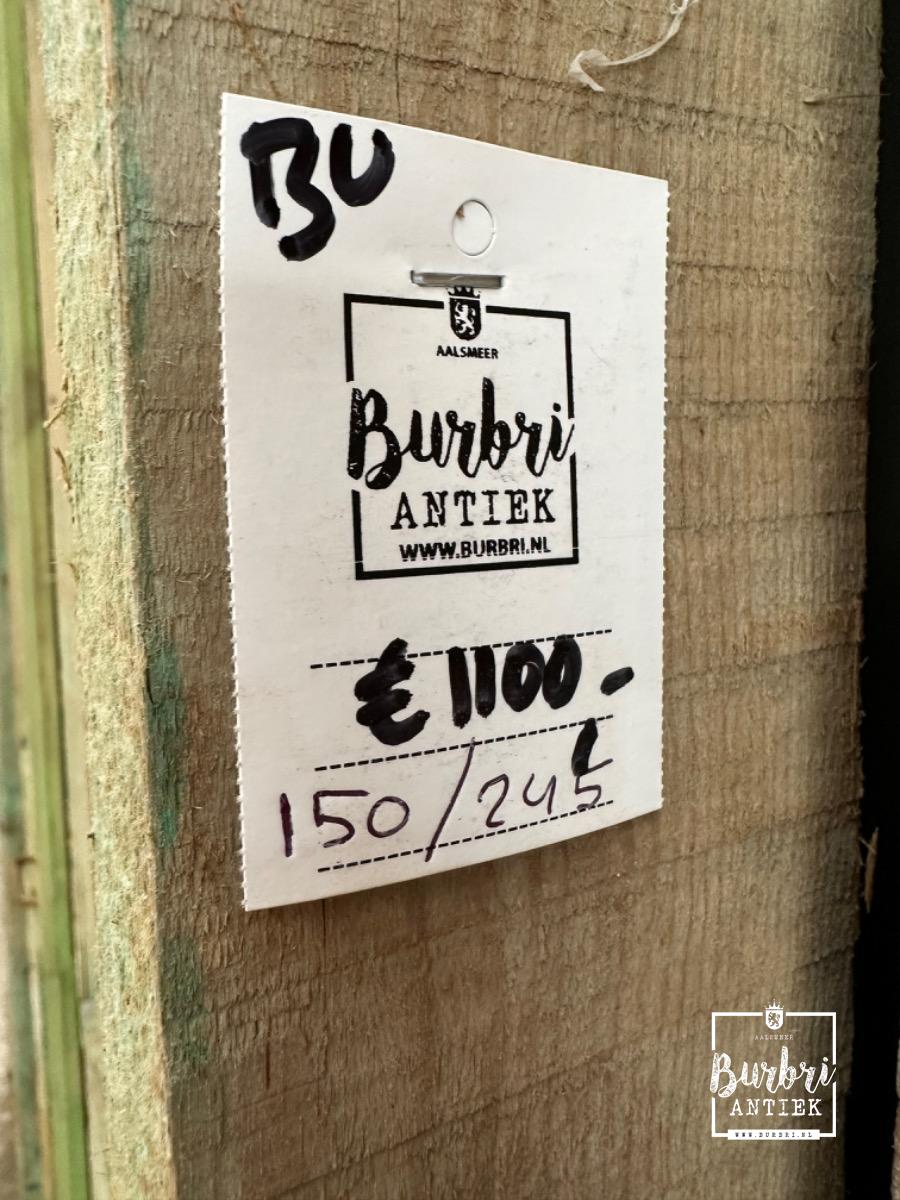 BU
AALSMEER
Burbri
ANTIEK
WWW.BURBRI.NL
€ 1100.-
150/245
AALSMEER
Burbri
ANTIEK
WWW.BURBRI.NL